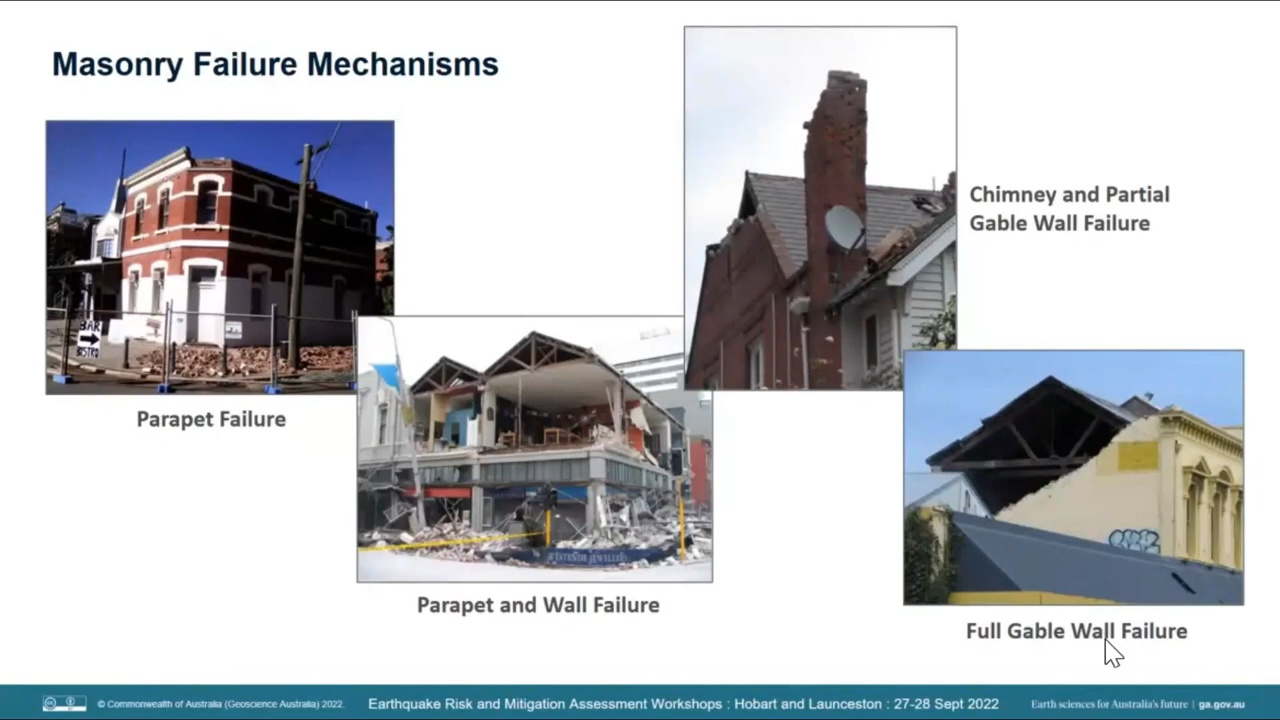 Masonry Failure Mechanisms
Chimney and Partial
Gable Wall Failure
BAR
BISTRO
Parapet Failure
Parapet and Wall Failure
Full Gable Wall Failure
© Commonwealth of Australia (Geoscience Australia) 2022.
Earthquake Risk and Mitigation Assessment Workshops : Hobart and Launceston : 27-28 Sept 2022
Earth sciences for Australia's future | ga.gov.au